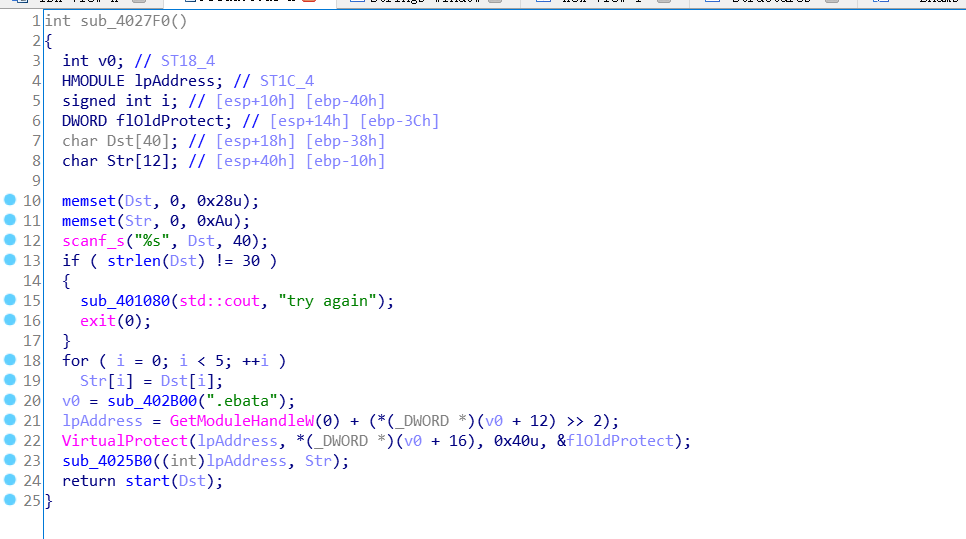 1 int sub_4027F0()
2 {
3 int v0; // ST18_4
4 HMODULE lpAddress; // ST1C_4
5 signed int i; // [esp+10h] [ebp-40h]
6 DWORD flOldProtect; // [esp+14h] [ebp-3Ch]
7 char Dst[40]; // [esp+18h] [ebp-38h]
8 char Str[12]; // [esp+40h] [ebp-10h]
9
10 memset(Dst, 0, 0x28u);
11 memset(Str, 0, 0xAu);
12 scanf_s("%s", Dst, 40);
13 if ( strlen(Dst) != 30 )
14 {
15 sub_401080(std::cout, "try again");
16 exit(0);
17 }
18 for ( i = 0; i < 5; ++i )
19 Str[i] = Dst[i];
20 v0 = sub_402B00(".ebata");
21 lpAddress = GetModuleHandleW(0) + (*(_DWORD *)(v0 + 12) >> 2);
22 VirtualProtect(lpAddress, *(_DWORD *)(v0 + 16), 0x40u, &flOldProtect);
23 sub_4025B0((int)lpAddress, Str);
24 return start(Dst);
25 }